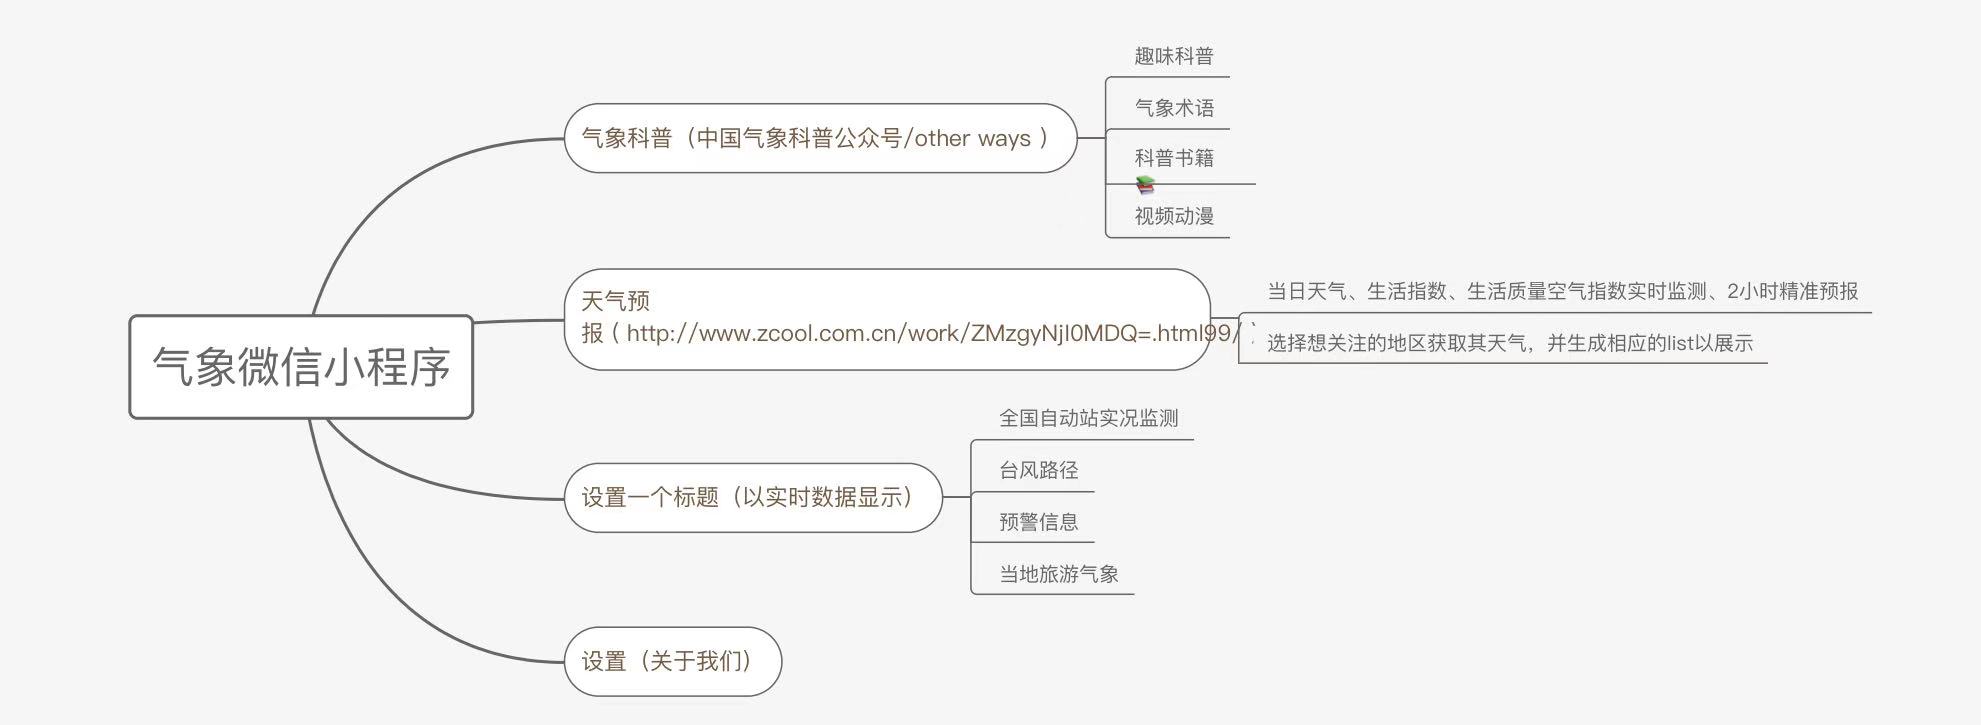 气象微信小程序
气象科普（中国气象科普公众号/other ways ）
趣味科普
气象术语
科普书籍
视频动漫
天气预
报（http://www.zcool.com.cn/work/ZMzgyNjI0MDQ=.html99/）
当日天气、生活指数、生活质量空气指数实时监测、2小时精准预报
选择想关注的地区获取其天气，并生成相应的list以展示
设置一个标题（以实时数据显示）
全国自动站实况监测
台风路径
预警信息
当地旅游气象
设置（关于我们）